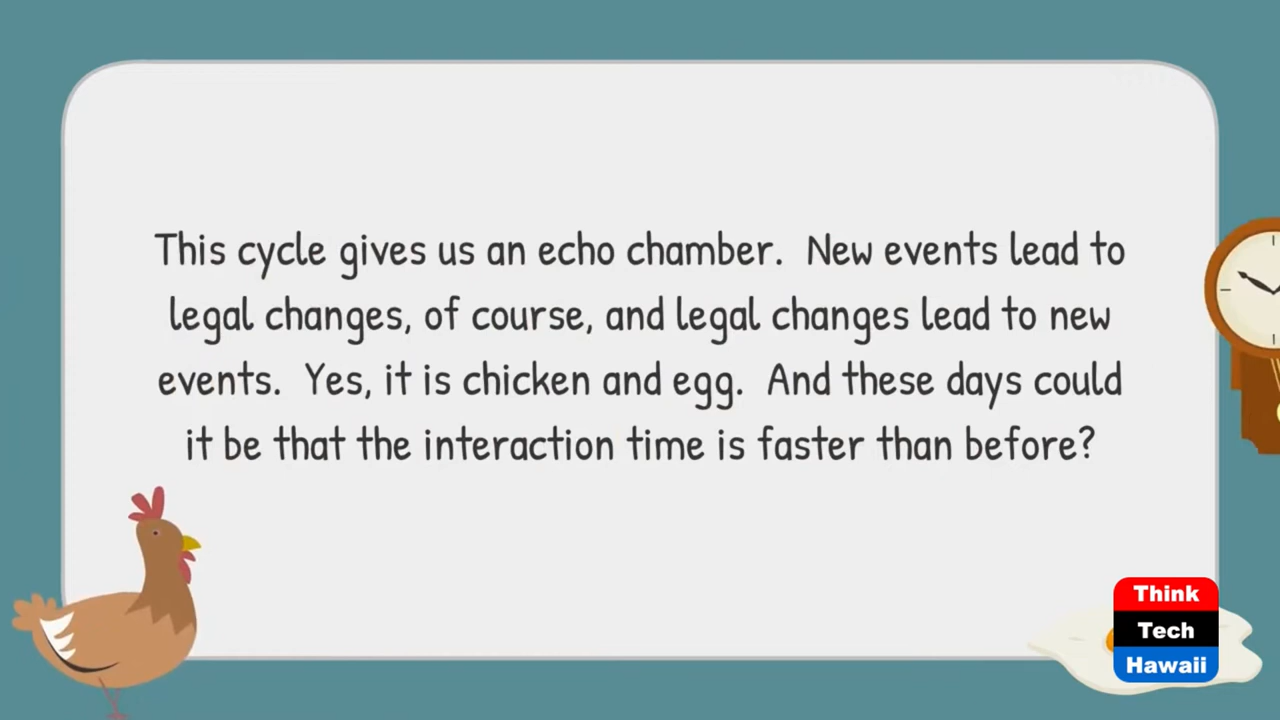 This cycle gives us an echo chamber.  New events lead to
legal changes, of course, and legal changes lead to new
events.  Yes, it is chicken and egg.  And these days could
it be that the interaction time is faster than before?
Think
Tech
Hawaii